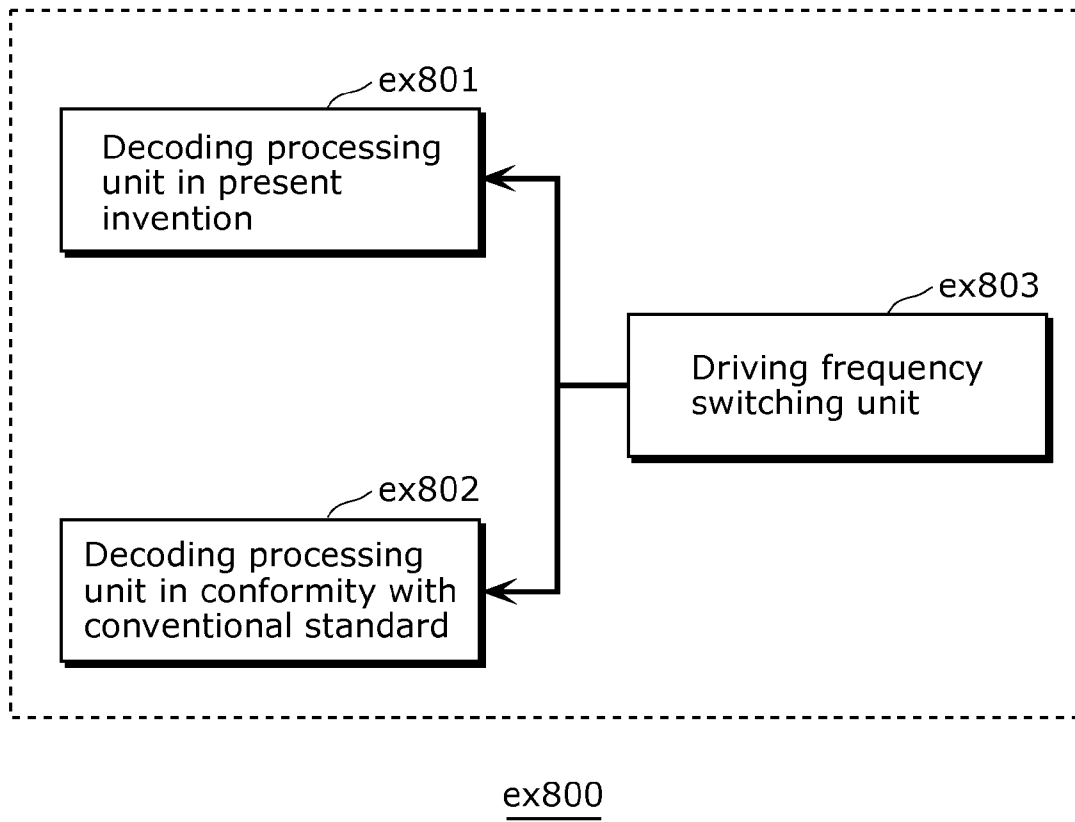 ex801
Decoding processing
unit in present
invention
ex803
Driving frequency
switching unit
ex802
Decoding processing
unit in conformity with
conventional standard
ex800